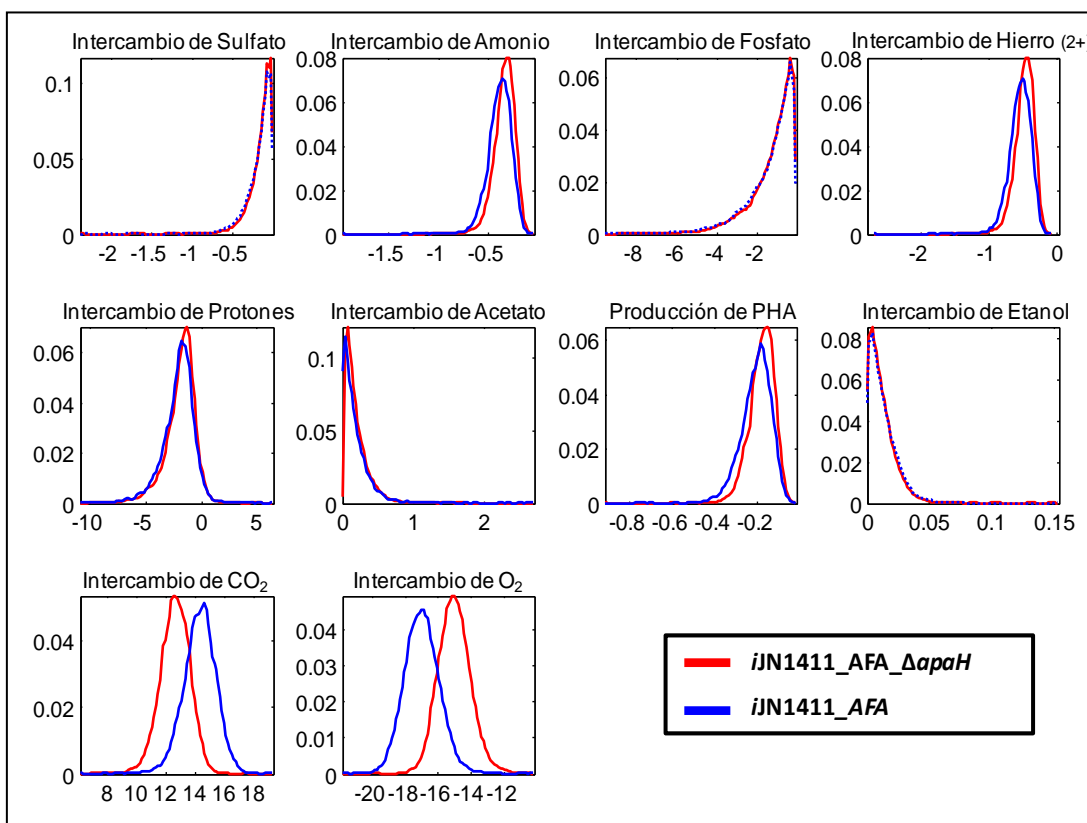 Intercambio de Sulfato
0.1
0.05
0
-2 -1.5 -1 -0.5
Intercambio de Amonio
0.08
0.06
0.04
0.02
0
-1.5 -1 -0.5
Intercambio de Fosfato
0.06
0.04
0.02
0
-8 -6 -4 -2
Intercambio de Hierro (2+)
0.08
0.06
0.04
0.02
0
-2 -1 0
Intercambio de Protones
0.06
0.04
0.02
0
-10 -5 0 5
Intercambio de Acetato
0.1
0.05
0
0 1 2
Producción de PHA
0.06
0.04
0.02
0
-0.8 -0.6 -0.4 -0.2
Intercambio de Etanol
0.08
0.06
0.04
0.02
0
0 0.05 0.1 0.15
Intercambio de CO₂
0.04
0.02
0
8 10 12 14 16 18
Intercambio de O₂
0.04
0.03
0.02
0.01
0
-20 -18 -16 -14 -12
iJN1411_AFA_ΔapaH
iJN1411_AFA